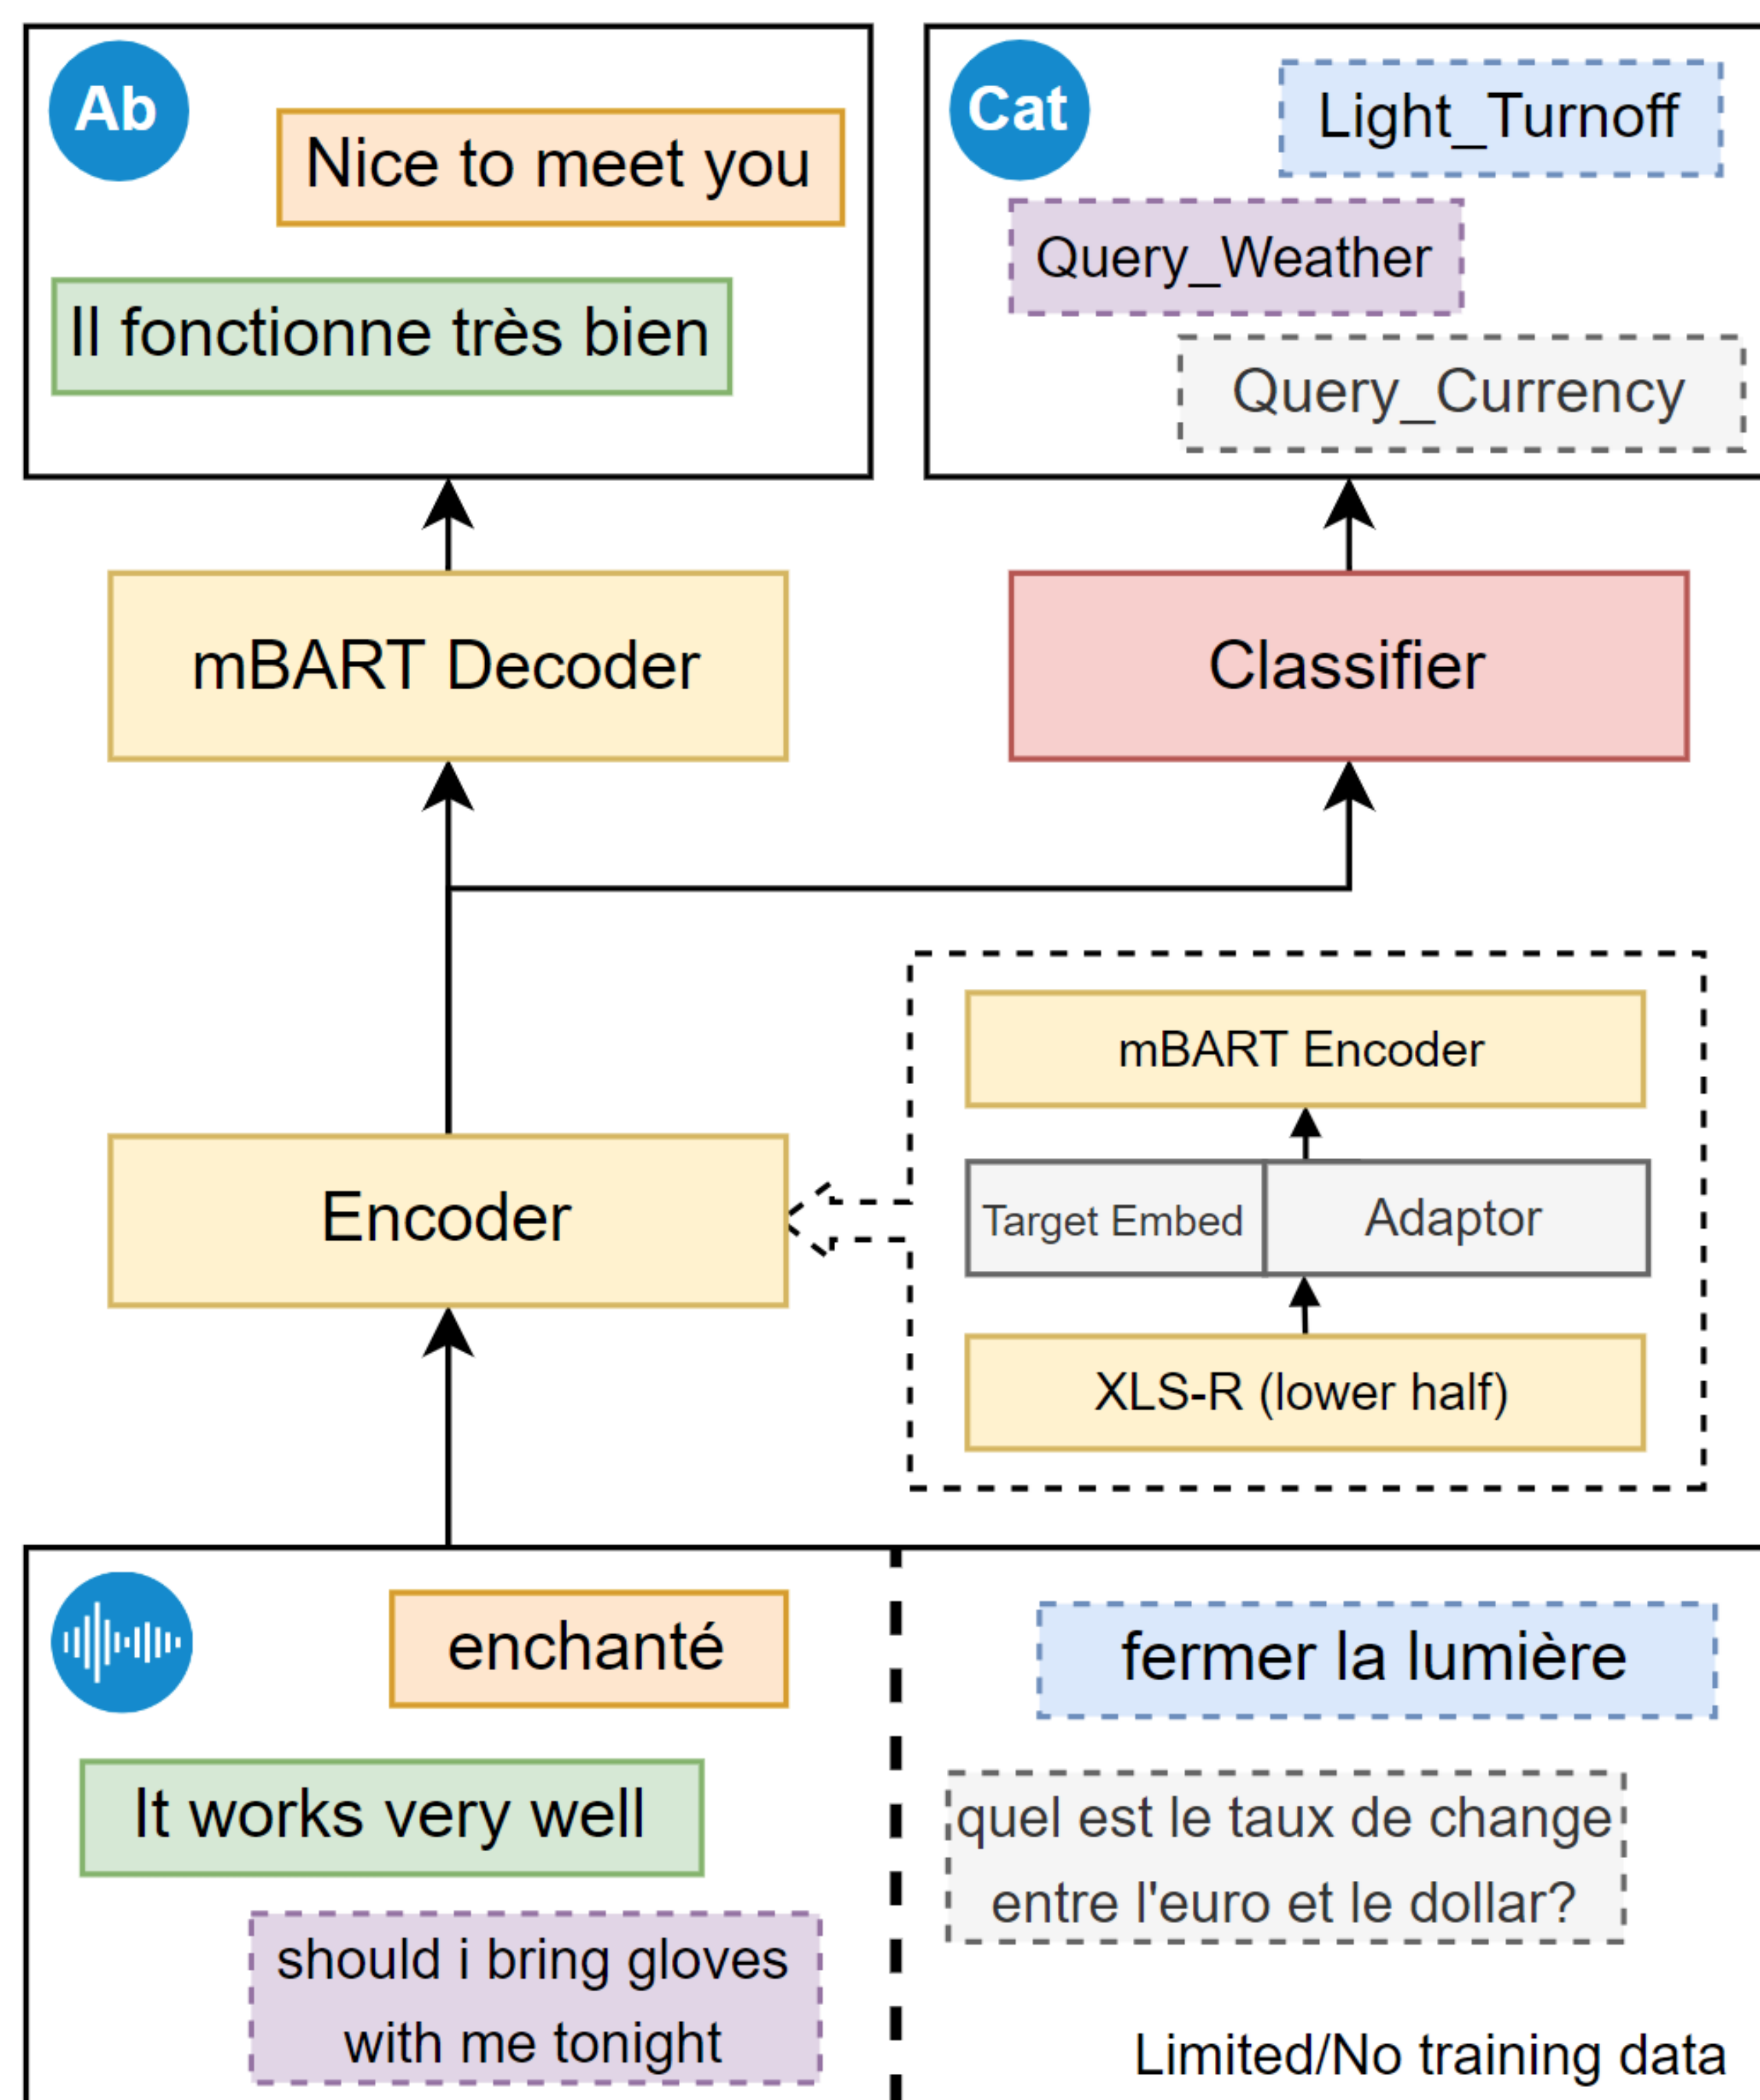 Ab
Nice to meet you
Il fonctionne très bien
Cat
Light_Turnoff
Query_Weather
Query_Currency
mBART Decoder
Classifier
mBART Encoder
Target Embed
Adaptor
XLS-R (lower half)
Encoder
enchanté
It works very well
should i bring gloves
with me tonight
fermer la lumière
quel est le taux de change
entre l'euro et le dollar?
Limited/No training data